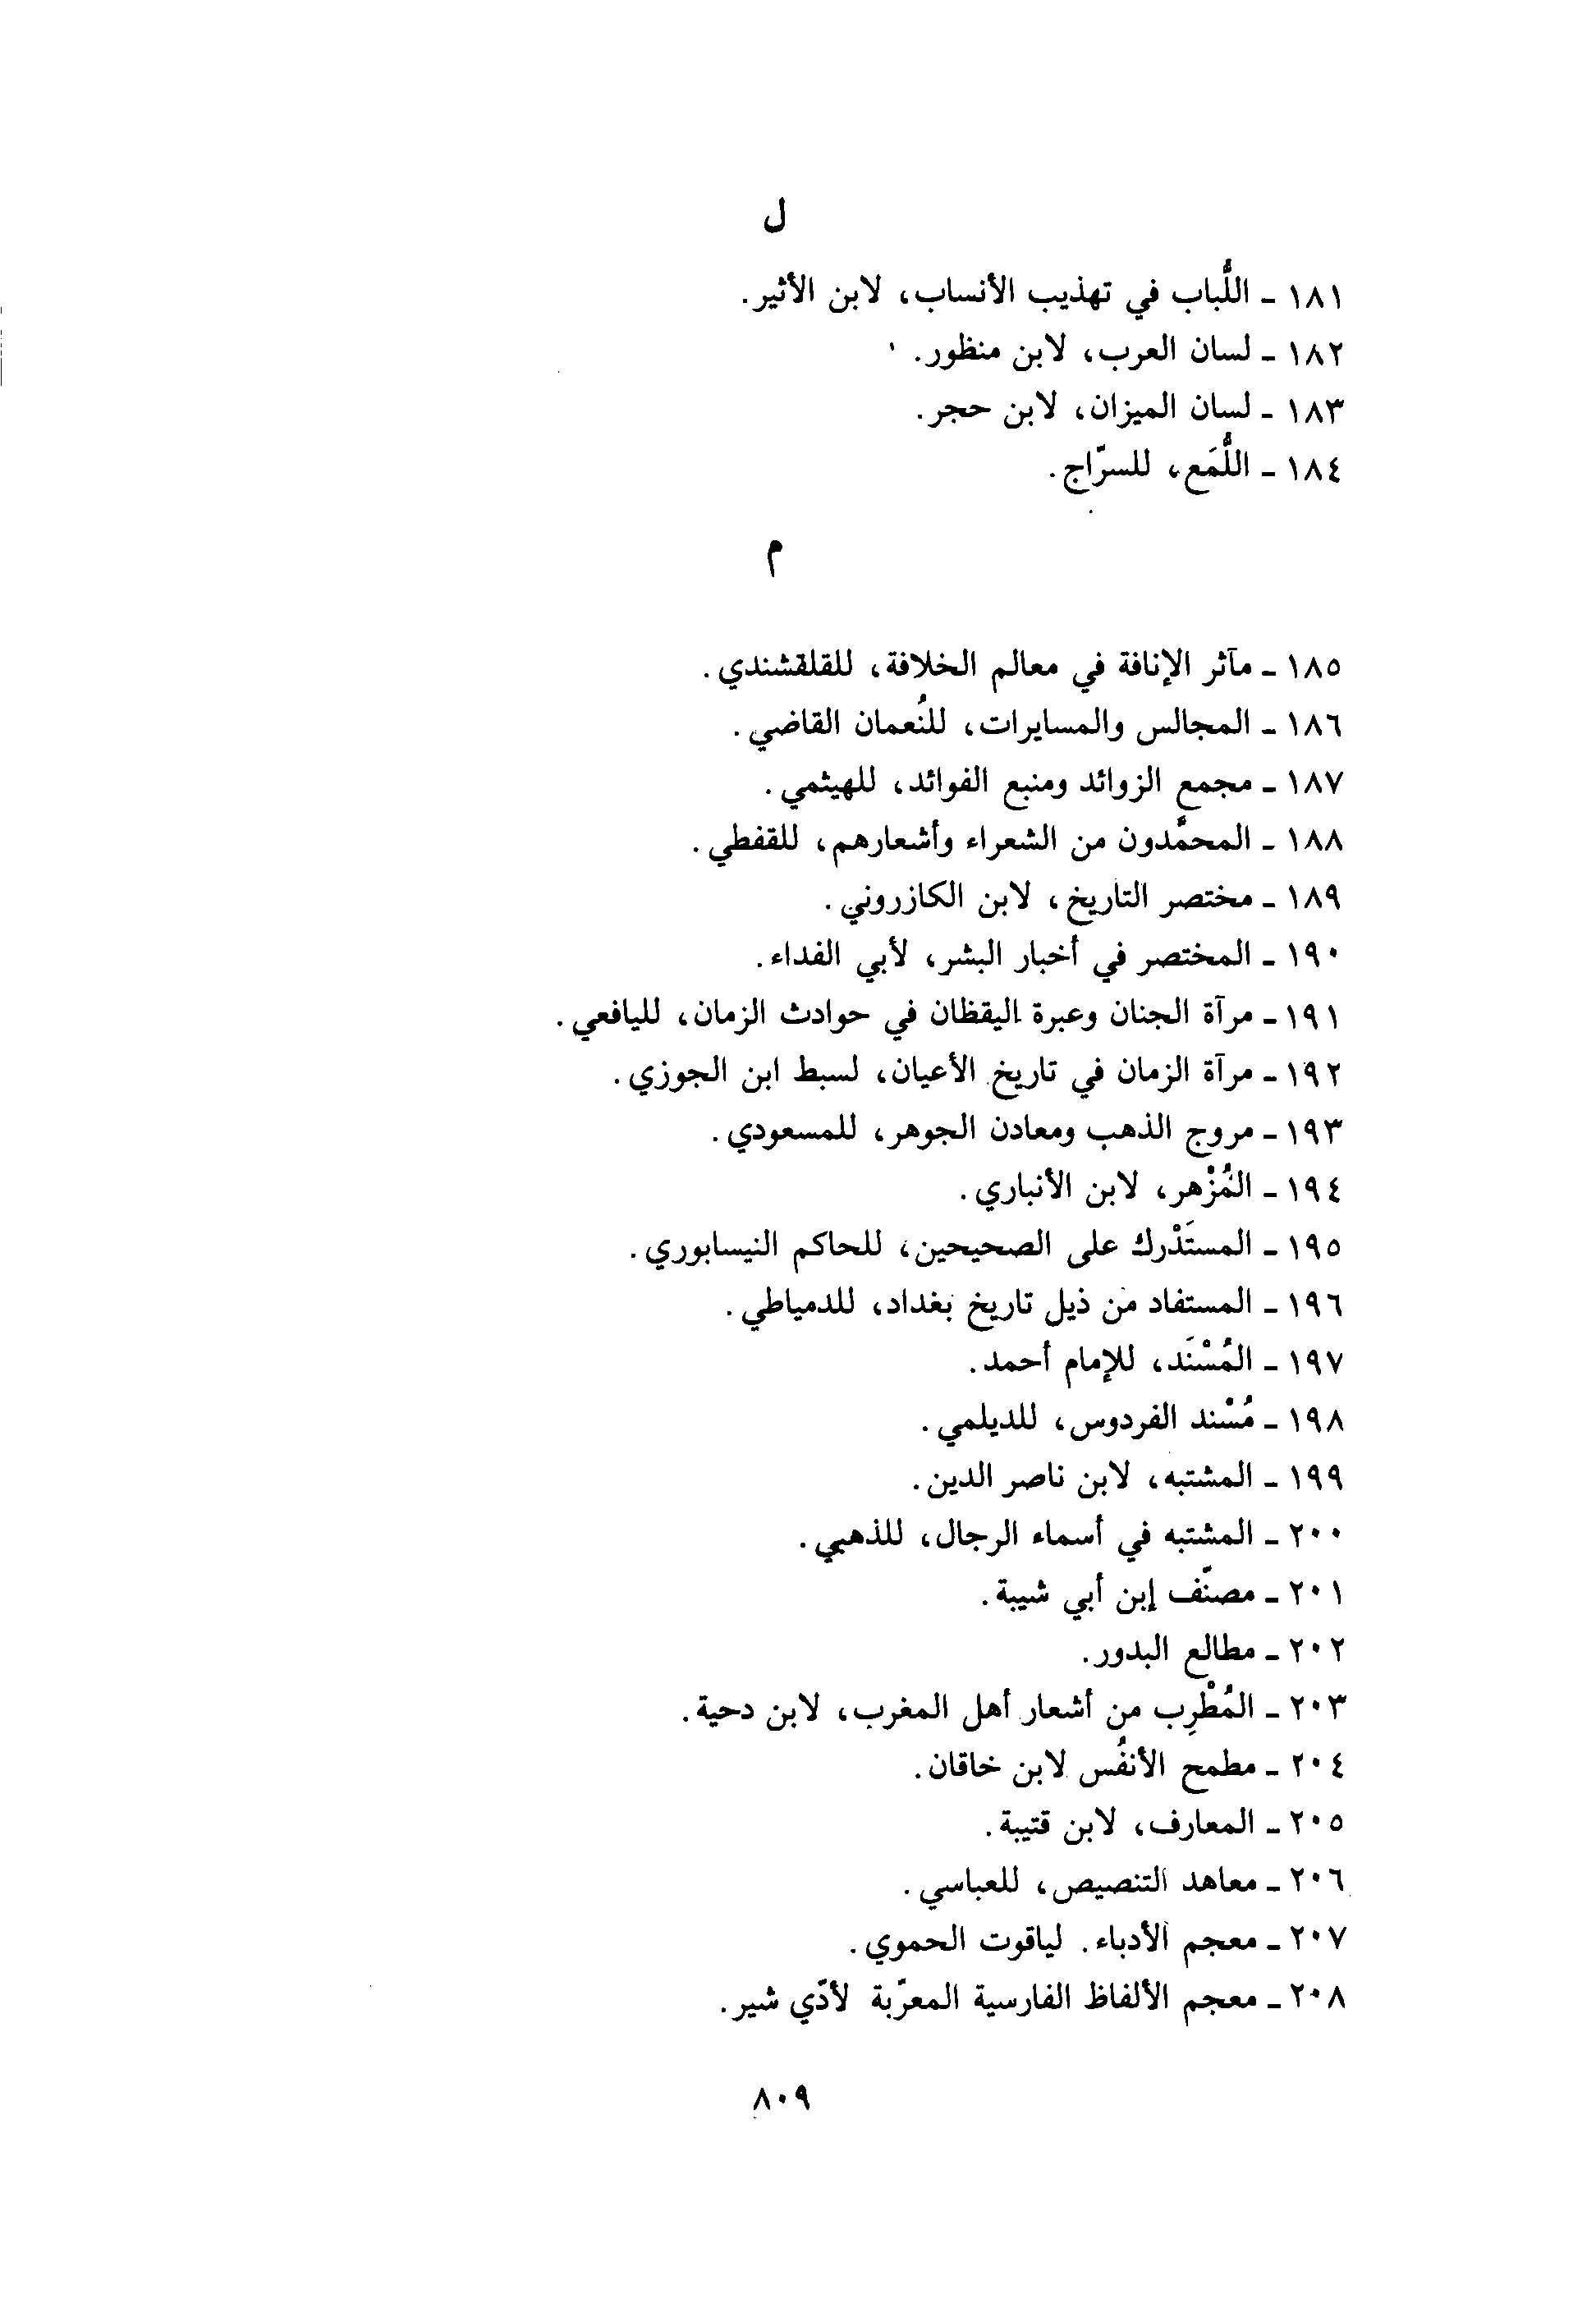 ل
١٨١ - اللُّباب في تهذيب الأنساب، لابن الأثير.
١٨٢ - لسان العرب، لابن منظور.
١٨٣ - لسان الميزان، لابن حجر.
١٨٤ - اللُّمَع، للسرّاج.
م
١٨٥ - مآثر الإنافة في معالم الخلافة، للقلقشندي.
١٨٦ - المجالس والمسايرات، للنُعمان القاضي.
١٨٧ - مجمع الزوائد ومنبع الفوائد، للهيثمي.
١٨٨ - المحمَّدون من الشعراء وأشعارهم، للقفطي.
١٨٩ - مختصر التاريخ، لابن الكازروني.
١٩٠ - المختصر في أخبار البشر، لأبي الفداء.
١٩١ - مرآة الجنان وعبرة اليقظان في حوادث الزمان، لليافعي.
١٩٢ - مرآة الزمان في تاريخ الأعيان، لسبط ابن الجوزي.
١٩٣ - مروج الذهب ومعادن الجوهر، للمسعودي.
١٩٤ - المُزْهر، لابن الأنباري.
١٩٥ - المستَدْرك على الصحيحين، للحاكم النيسابوري.
١٩٦ - المستفاد من ذيل تاريخ بغداد، للدمياطي.
١٩٧ - المُسْنَد، للإمام أحمد.
١٩٨ - مُسْند الفردوس، للديلمي.
١٩٩ - المشتبه، لابن ناصر الدين.
٢٠٠ - المشتبه في أسماء الرجال، للذهبي.
٢٠١ - مصنّف إبن أبي شيبة.
٢٠٢ - مطالع البدور.
٢٠٣ - المُطْرِب من أشعار أهل المغرب، لابن دحية.
٢٠٤ - مطمح الأنفُس لابن خاقان.
٢٠٥ - المعارف، لابن قتيبة.
٢٠٦ - معاهد التنصيص، للعباسي.
٢٠٧ - معجم الأدباء. لياقوت الحموي.
٢٠٨ - معجم الألفاظ الفارسية المعرّبة لأدّي شير.
٨٠٩